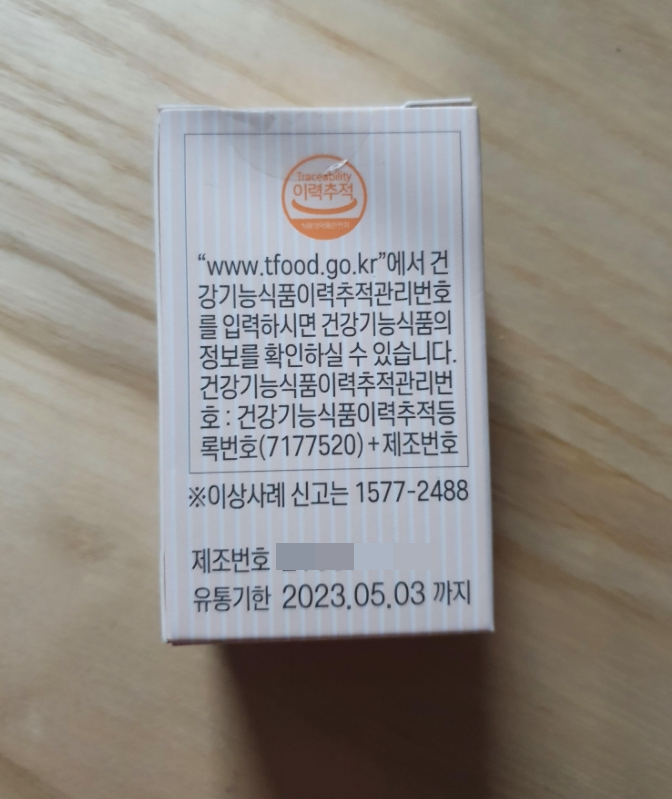 Traceability
이력추적
"www.tfood.go.kr"에서 건
강기능식품이력추적관리번호
를 입력하시면 건강기능식품의
정보를 확인하실 수 있습니다.
건강기능식품이력추적관리번
호 : 건강기능식품이력추적등
록번호(7177520)+제조번호
※이상사례 신고는 1577-2488
제조번호
유통기한 2023.05.03 까지